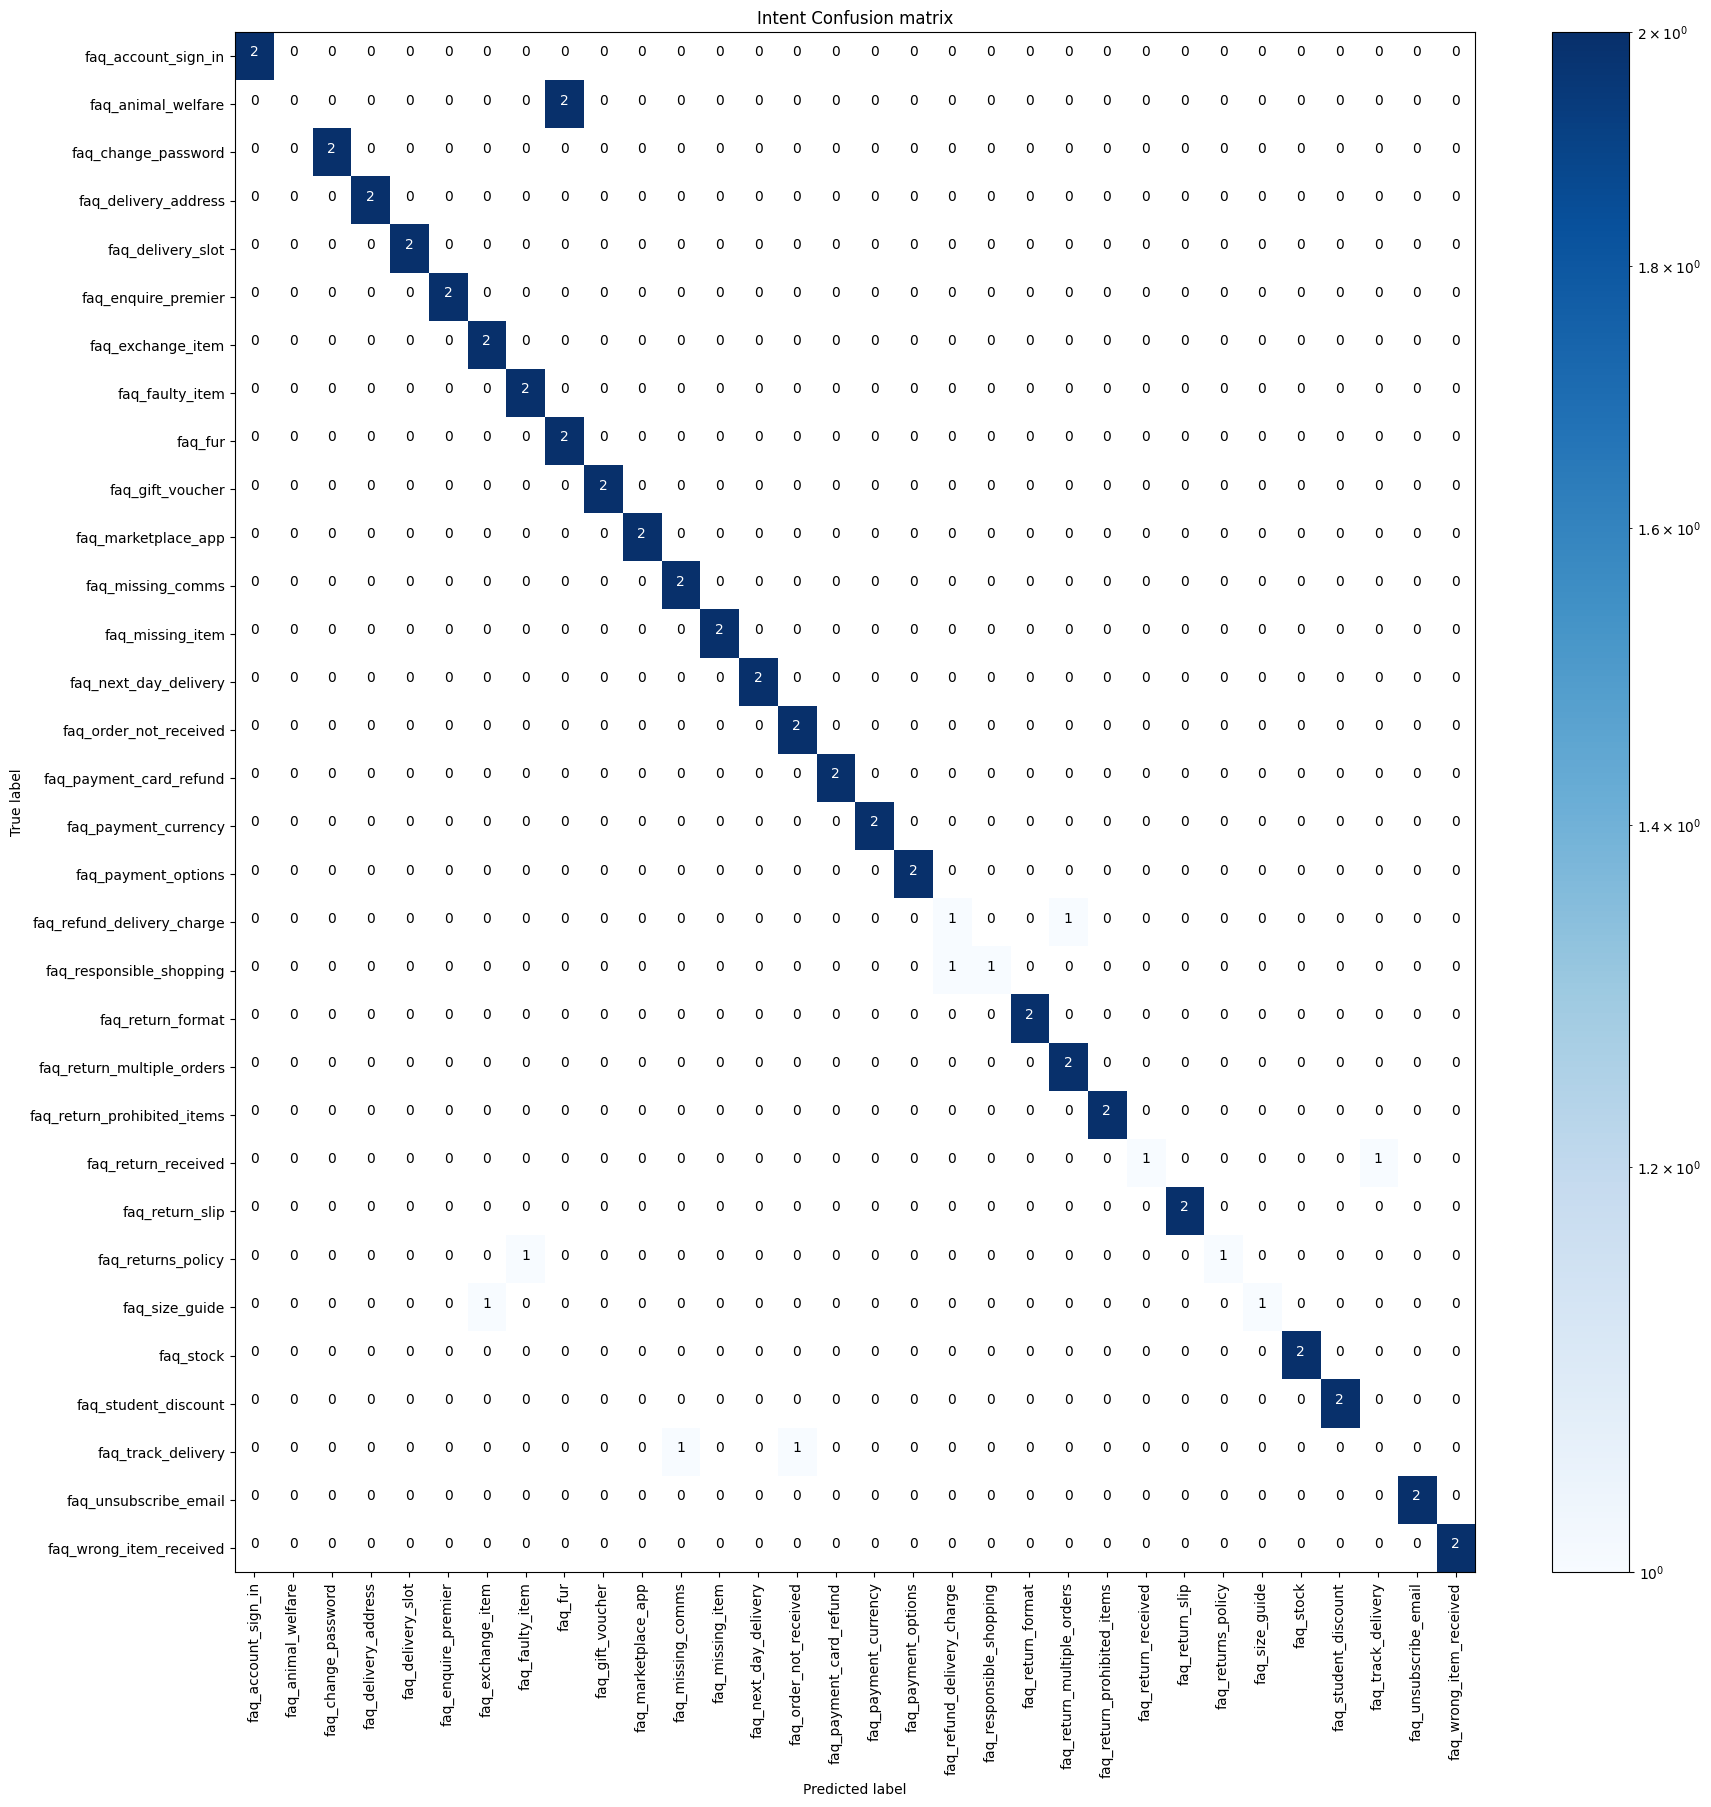 Intent Confusion matrix
faq_account_sign_in 2 0 0 0 0 0 0 0 0 0 0 0 0 0 0 0 0 0 0 0 0 0 0 0 0 0 0 0 0 0 0 0
faq_animal_welfare 0 0 0 0 0 0 0 0 2 0 0 0 0 0 0 0 0 0 0 0 0 0 0 0 0 0 0 0 0 0 0 0
faq_change_password 0 0 2 0 0 0 0 0 0 0 0 0 0 0 0 0 0 0 0 0 0 0 0 0 0 0 0 0 0 0 0 0
faq_delivery_address 0 0 0 2 0 0 0 0 0 0 0 0 0 0 0 0 0 0 0 0 0 0 0 0 0 0 0 0 0 0 0 0
faq_delivery_slot 0 0 0 0 2 0 0 0 0 0 0 0 0 0 0 0 0 0 0 0 0 0 0 0 0 0 0 0 0 0 0 0
faq_enquire_premier 0 0 0 0 0 2 0 0 0 0 0 0 0 0 0 0 0 0 0 0 0 0 0 0 0 0 0 0 0 0 0 0
faq_exchange_item 0 0 0 0 0 0 2 0 0 0 0 0 0 0 0 0 0 0 0 0 0 0 0 0 0 0 0 0 0 0 0 0
faq_faulty_item 0 0 0 0 0 0 0 2 0 0 0 0 0 0 0 0 0 0 0 0 0 0 0 0 0 0 0 0 0 0 0 0
faq_fur 0 0 0 0 0 0 0 0 2 0 0 0 0 0 0 0 0 0 0 0 0 0 0 0 0 0 0 0 0 0 0 0
faq_gift_voucher 0 0 0 0 0 0 0 0 0 2 0 0 0 0 0 0 0 0 0 0 0 0 0 0 0 0 0 0 0 0 0 0
faq_marketplace_app 0 0 0 0 0 0 0 0 0 0 2 0 0 0 0 0 0 0 0 0 0 0 0 0 0 0 0 0 0 0 0 0
faq_missing_comms 0 0 0 0 0 0 0 0 0 0 0 2 0 0 0 0 0 0 0 0 0 0 0 0 0 0 0 0 0 0 0 0
faq_missing_item 0 0 0 0 0 0 0 0 0 0 0 0 2 0 0 0 0 0 0 0 0 0 0 0 0 0 0 0 0 0 0 0
faq_next_day_delivery 0 0 0 0 0 0 0 0 0 0 0 0 0 2 0 0 0 0 0 0 0 0 0 0 0 0 0 0 0 0 0 0
faq_order_not_received 0 0 0 0 0 0 0 0 0 0 0 0 0 0 2 0 0 0 0 0 0 0 0 0 0 0 0 0 0 0 0 0
faq_payment_card_refund 0 0 0 0 0 0 0 0 0 0 0 0 0 0 0 2 0 0 0 0 0 0 0 0 0 0 0 0 0 0 0 0
faq_payment_currency 0 0 0 0 0 0 0 0 0 0 0 0 0 0 0 0 2 0 0 0 0 0 0 0 0 0 0 0 0 0 0 0
faq_payment_options 0 0 0 0 0 0 0 0 0 0 0 0 0 0 0 0 0 2 0 0 0 0 0 0 0 0 0 0 0 0 0 0
faq_refund_delivery_charge 0 0 0 0 0 0 0 0 0 0 0 0 0 0 0 0 0 0 1 0 0 1 0 0 0 0 0 0 0 0 0 0
faq_responsible_shopping 0 0 0 0 0 0 0 0 0 0 0 0 0 0 0 0 0 0 1 1 0 0 0 0 0 0 0 0 0 0 0 0
faq_return_format 0 0 0 0 0 0 0 0 0 0 0 0 0 0 0 0 0 0 0 0 2 0 0 0 0 0 0 0 0 0 0 0
faq_return_multiple_orders 0 0 0 0 0 0 0 0 0 0 0 0 0 0 0 0 0 0 0 0 0 2 0 0 0 0 0 0 0 0 0 0
faq_return_prohibited_items 0 0 0 0 0 0 0 0 0 0 0 0 0 0 0 0 0 0 0 0 0 0 2 0 0 0 0 0 0 0 0 0
faq_return_received 0 0 0 0 0 0 0 0 0 0 0 0 0 0 0 0 0 0 0 0 0 0 0 1 0 0 0 0 0 1 0 0
faq_return_slip 0 0 0 0 0 0 0 0 0 0 0 0 0 0 0 0 0 0 0 0 0 0 0 0 2 0 0 0 0 0 0 0
faq_returns_policy 0 0 0 0 0 0 0 1 0 0 0 0 0 0 0 0 0 0 0 0 0 0 0 0 0 1 0 0 0 0 0 0
faq_size_guide 0 0 0 0 0 0 1 0 0 0 0 0 0 0 0 0 0 0 0 0 0 0 0 0 0 0 1 0 0 0 0 0
faq_stock 0 0 0 0 0 0 0 0 0 0 0 0 0 0 0 0 0 0 0 0 0 0 0 0 0 0 0 2 0 0 0 0
faq_student_discount 0 0 0 0 0 0 0 0 0 0 0 0 0 0 0 0 0 0 0 0 0 0 0 0 0 0 0 0 2 0 0 0
faq_track_delivery 0 0 0 0 0 0 0 0 0 0 0 1 0 0 1 0 0 0 0 0 0 0 0 0 0 0 0 0 0 0 0 0
faq_unsubscribe_email 0 0 0 0 0 0 0 0 0 0 0 0 0 0 0 0 0 0 0 0 0 0 0 0 0 0 0 0 0 0 2 0
faq_wrong_item_received 0 0 0 0 0 0 0 0 0 0 0 0 0 0 0 0 0 0 0 0 0 0 0 0 0 0 0 0 0 0 0 2
True label
faq_account_sign_in
faq_animal_welfare
faq_change_password
faq_delivery_address
faq_delivery_slot
faq_enquire_premier
faq_exchange_item
faq_faulty_item
faq_fur
faq_gift_voucher
faq_marketplace_app
faq_missing_comms
faq_missing_item
faq_next_day_delivery
faq_order_not_received
faq_payment_card_refund
faq_payment_currency
faq_payment_options
faq_refund_delivery_charge
faq_responsible_shopping
faq_return_format
faq_return_multiple_orders
faq_return_prohibited_items
faq_return_received
faq_return_slip
faq_returns_policy
faq_size_guide
faq_stock
faq_student_discount
faq_track_delivery
faq_unsubscribe_email
faq_wrong_item_received
Predicted label
2 × 10⁰
1.8 × 10⁰
1.6 × 10⁰
1.4 × 10⁰
1.2 × 10⁰
10⁰